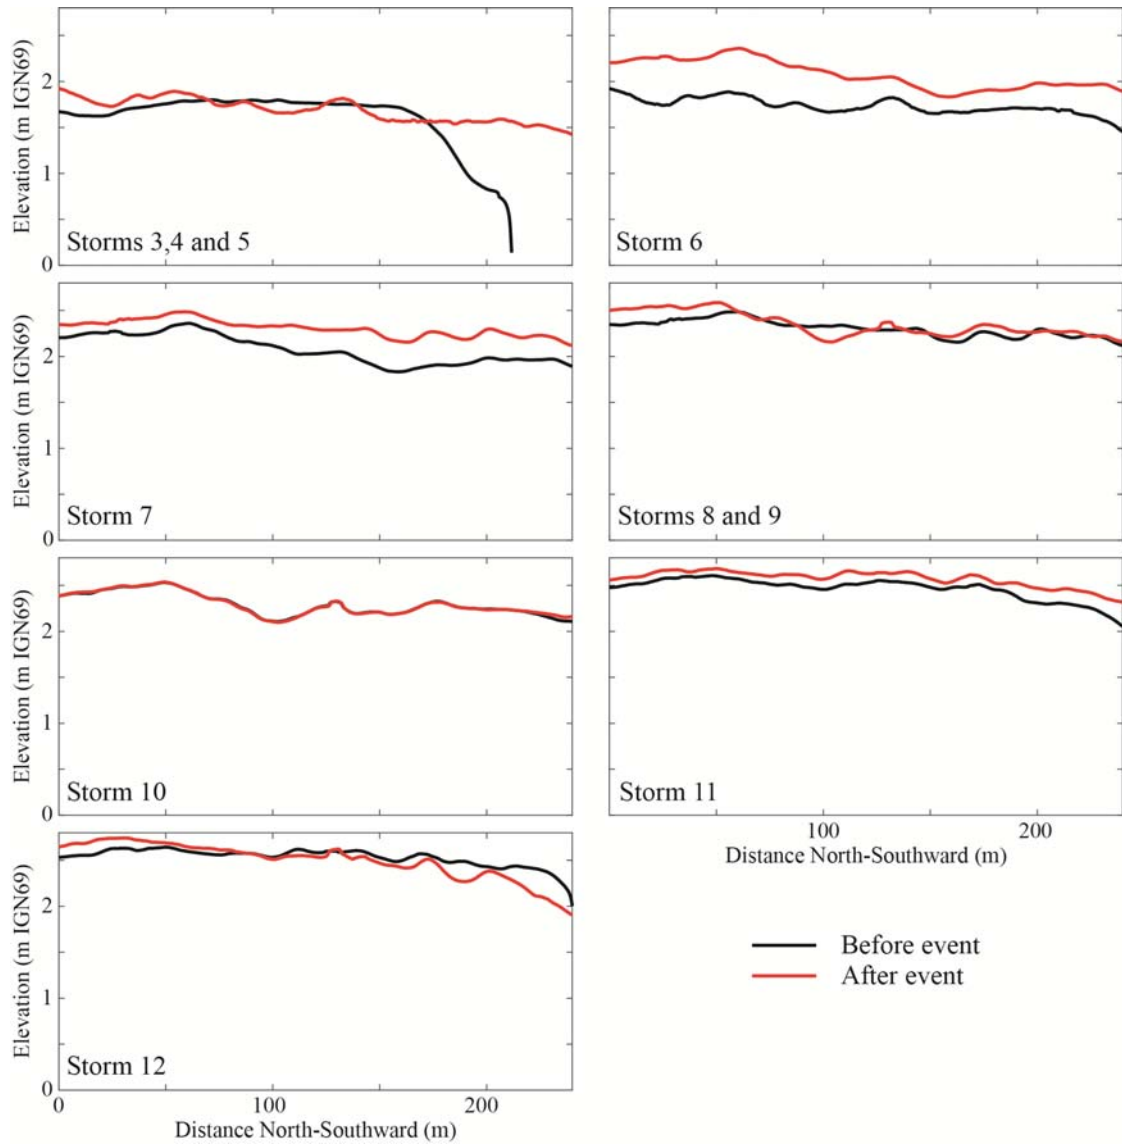 Elevation (m IGN69)
2
1
0
Storms 3,4 and 5
Storm 6
Elevation (m IGN69)
2
1
0
Storm 7
Storms 8 and 9
Elevation (m IGN69)
2
1
0
Storm 10
Storm 11
100
200
Distance North-Southward (m)
Elevation (m IGN69)
2
1
0
Storm 12
0
100
200
Distance North-Southward (m)
Before event
After event